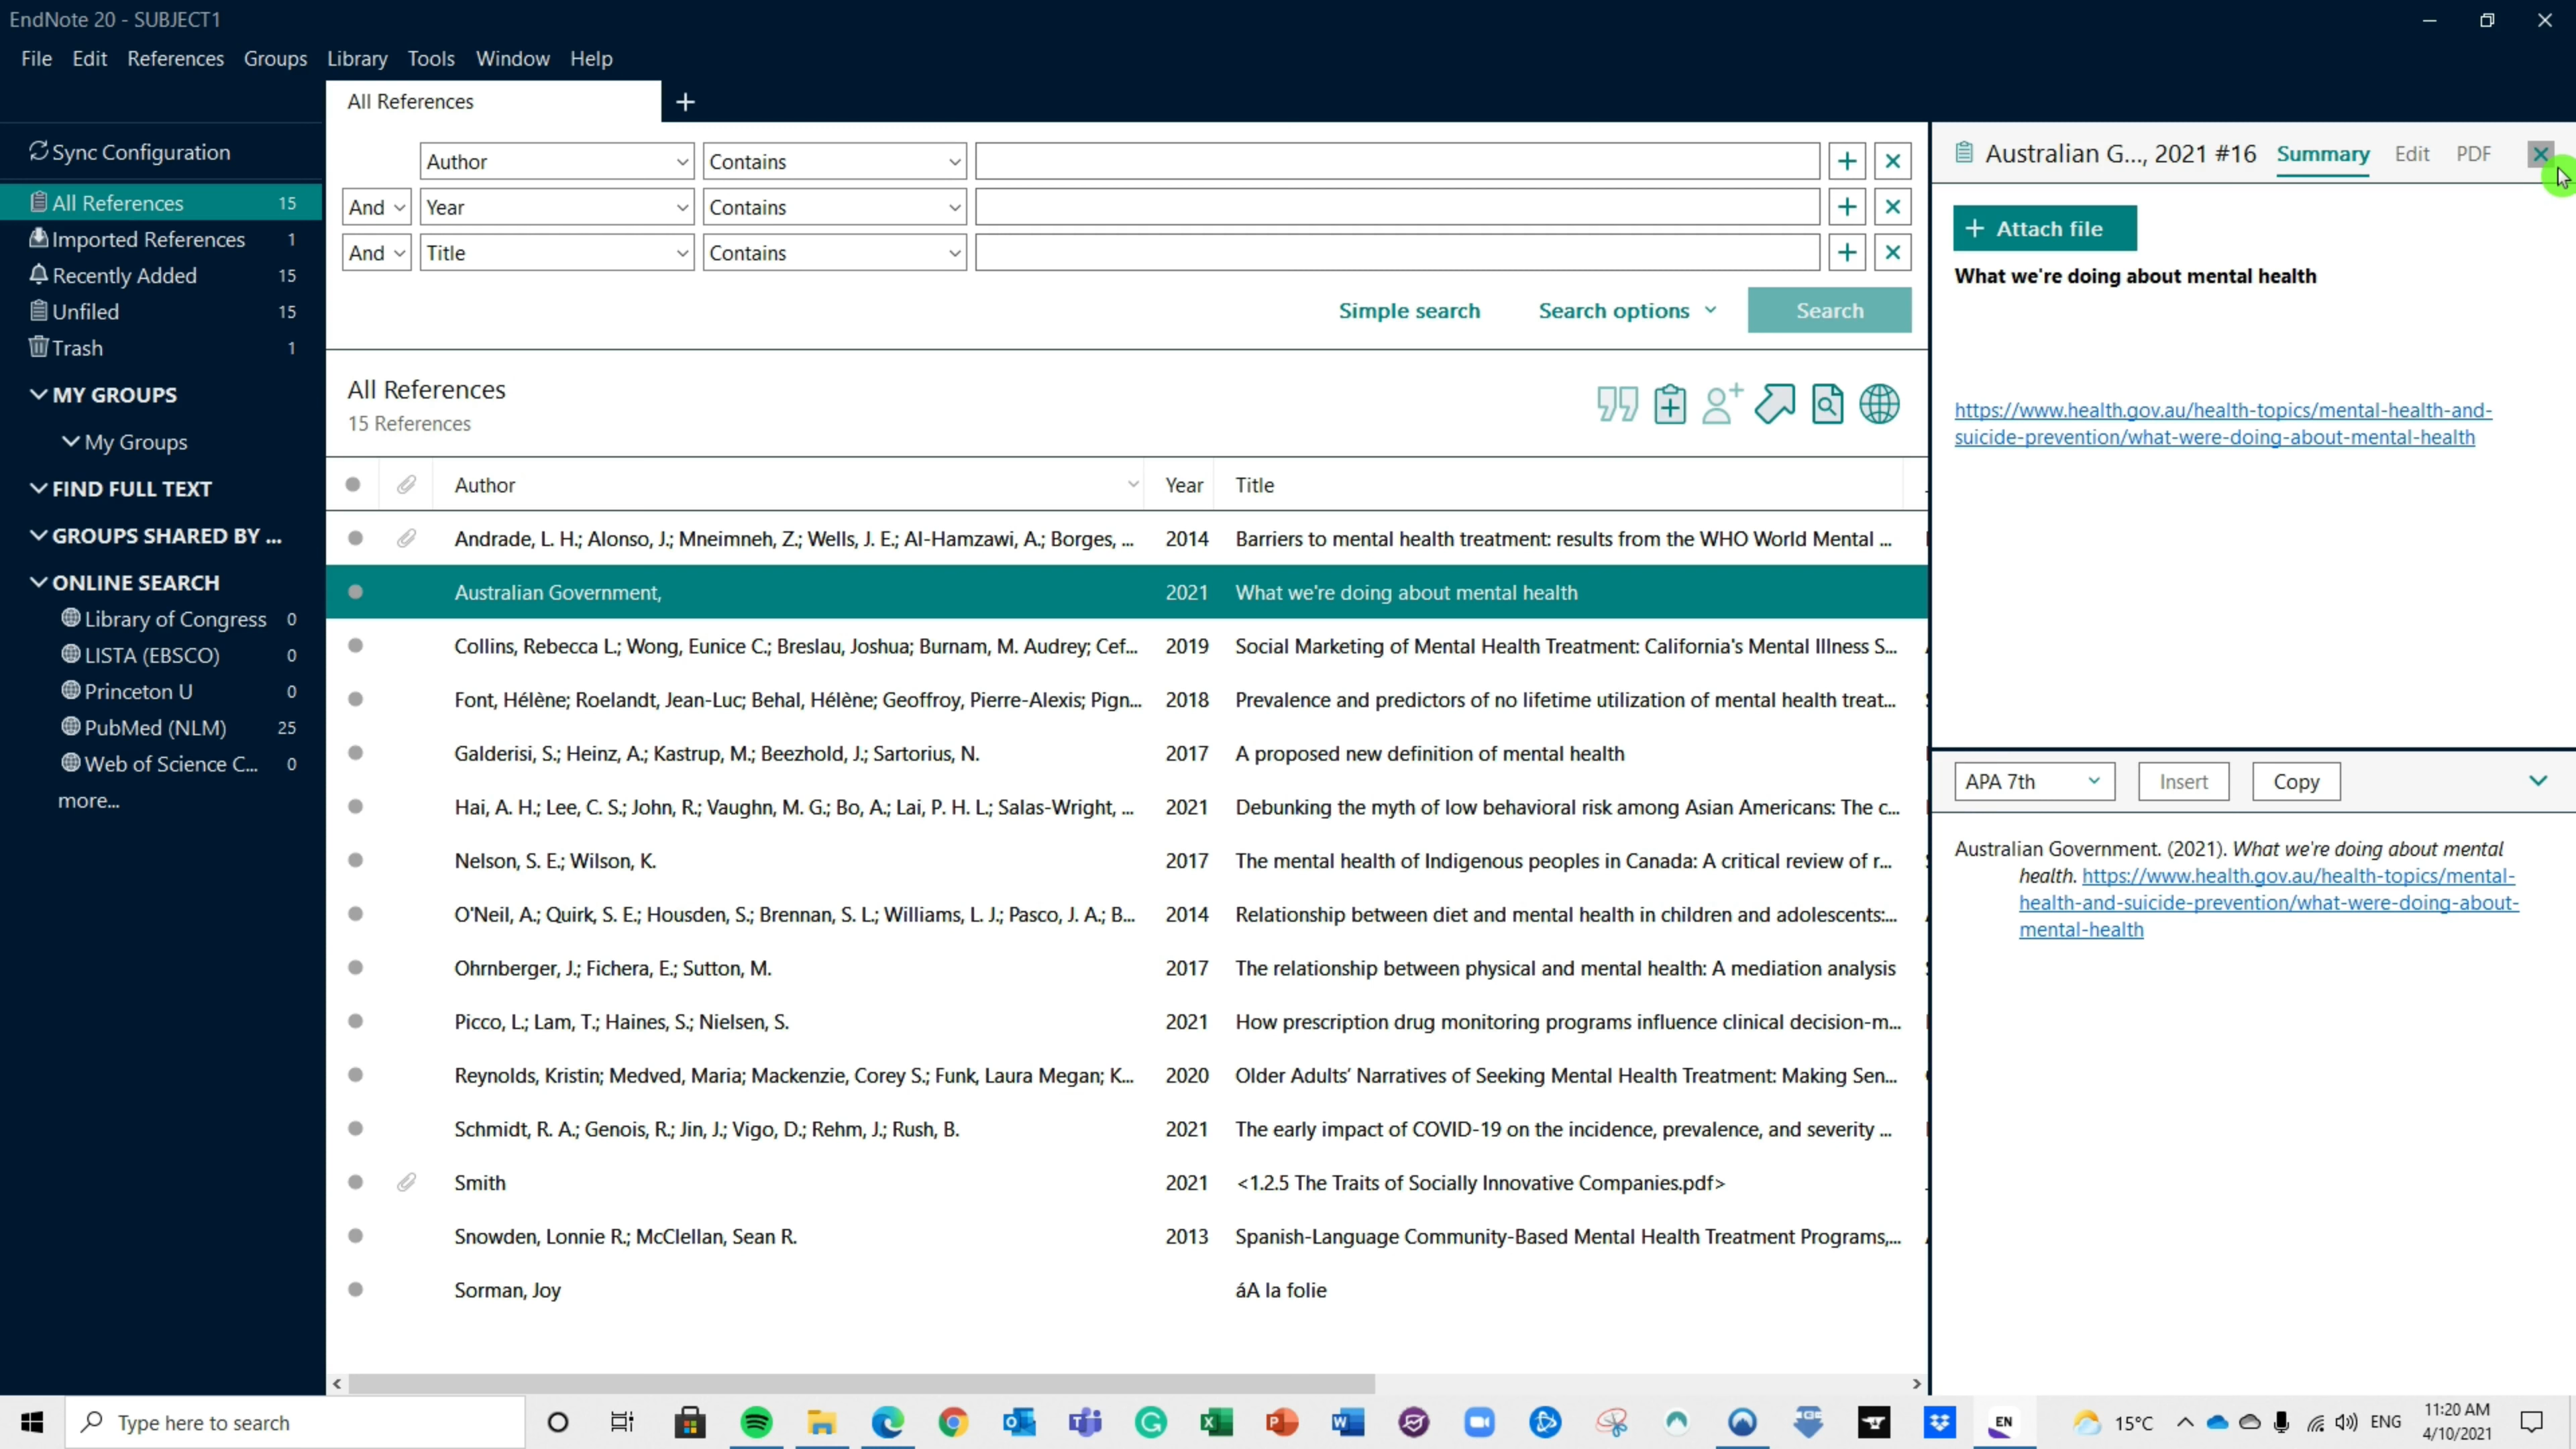 EndNote 20 - SUBJECT1
File Edit References Groups Library Tools Window Help
All References
Sync Configuration
All References 15
Imported References 1
Recently Added 15
Unfiled 15
Trash 1
MY GROUPS
My Groups
FIND FULL TEXT
GROUPS SHARED BY ...
ONLINE SEARCH
Library of Congress 0
LISTA (EBSCO) 0
Princeton U 0
PubMed (NLM) 25
Web of Science C... 0
more...
Author Contains
And Year Contains
And Title Contains
Simple search Search options Search
All References
15 References
Author Year Title
Andrade, L. H.; Alonso, J.; Mneimneh, Z.; Wells, J. E.; Al-Hamzawi, A.; Borges, ... 2014 Barriers to mental health treatment: results from the WHO World Mental ...
Australian Government, 2021 What we're doing about mental health
Collins, Rebecca L.; Wong, Eunice C.; Breslau, Joshua; Burnam, M. Audrey; Cef... 2019 Social Marketing of Mental Health Treatment: California's Mental Illness S...
Font, Hélène; Roelandt, Jean-Luc; Behal, Hélène; Geoffroy, Pierre-Alexis; Pign... 2018 Prevalence and predictors of no lifetime utilization of mental health treat...
Galderisi, S.; Heinz, A.; Kastrup, M.; Beezhold, J.; Sartorius, N. 2017 A proposed new definition of mental health
Hai, A. H.; Lee, C. S.; John, R.; Vaughn, M. G.; Bo, A.; Lai, P. H. L.; Salas-Wright, ... 2021 Debunking the myth of low behavioral risk among Asian Americans: The c...
Nelson, S. E.; Wilson, K. 2017 The mental health of Indigenous peoples in Canada: A critical review of r...
O'Neil, A.; Quirk, S. E.; Housden, S.; Brennan, S. L.; Williams, L. J.; Pasco, J. A.; B... 2014 Relationship between diet and mental health in children and adolescents:...
Ohrnberger, J.; Fichera, E.; Sutton, M. 2017 The relationship between physical and mental health: A mediation analysis
Picco, L.; Lam, T.; Haines, S.; Nielsen, S. 2021 How prescription drug monitoring programs influence clinical decision-m...
Reynolds, Kristin; Medved, Maria; Mackenzie, Corey S.; Funk, Laura Megan; K... 2020 Older Adults' Narratives of Seeking Mental Health Treatment: Making Sen...
Schmidt, R. A.; Genois, R.; Jin, J.; Vigo, D.; Rehm, J.; Rush, B. 2021 The early impact of COVID-19 on the incidence, prevalence, and severity ...
Smith 2021 <1.2.5 The Traits of Socially Innovative Companies.pdf>
Snowden, Lonnie R.; McClellan, Sean R. 2013 Spanish-Language Community-Based Mental Health Treatment Programs,...
Sorman, Joy áA la folie
Australian G..., 2021 #16 Summary Edit PDF
+ Attach file
What we're doing about mental health
https://www.health.gov.au/health-topics/mental-health-and-
suicide-prevention/what-were-doing-about-mental-health
APA 7th Insert Copy
Australian Government. (2021). What we're doing about mental
health. https://www.health.gov.au/health-topics/mental-
health-and-suicide-prevention/what-were-doing-about-
mental-health
Type here to search
EN
15°C ENG 11:20 AM
4/10/2021